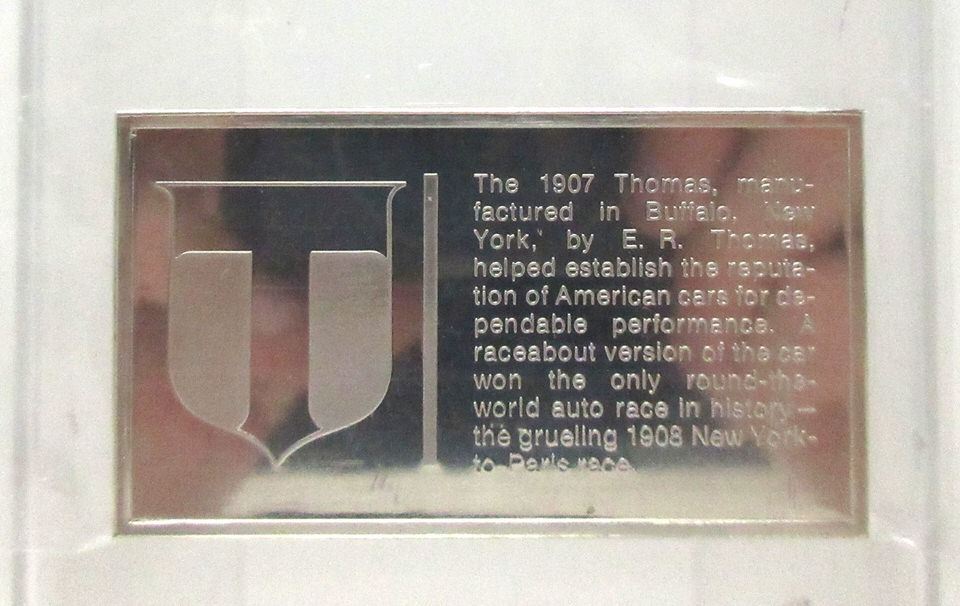 The 1907 Thomas, manu-
factured in Buffalo, New
York, by E. R. Thomas,
helped establish the reputa-
tion of American cars for de-
pendable performance. A
raceabout version of the car
won the only round-the-
world auto race in history —
the grueling 1908 New York-
to-Paris race.